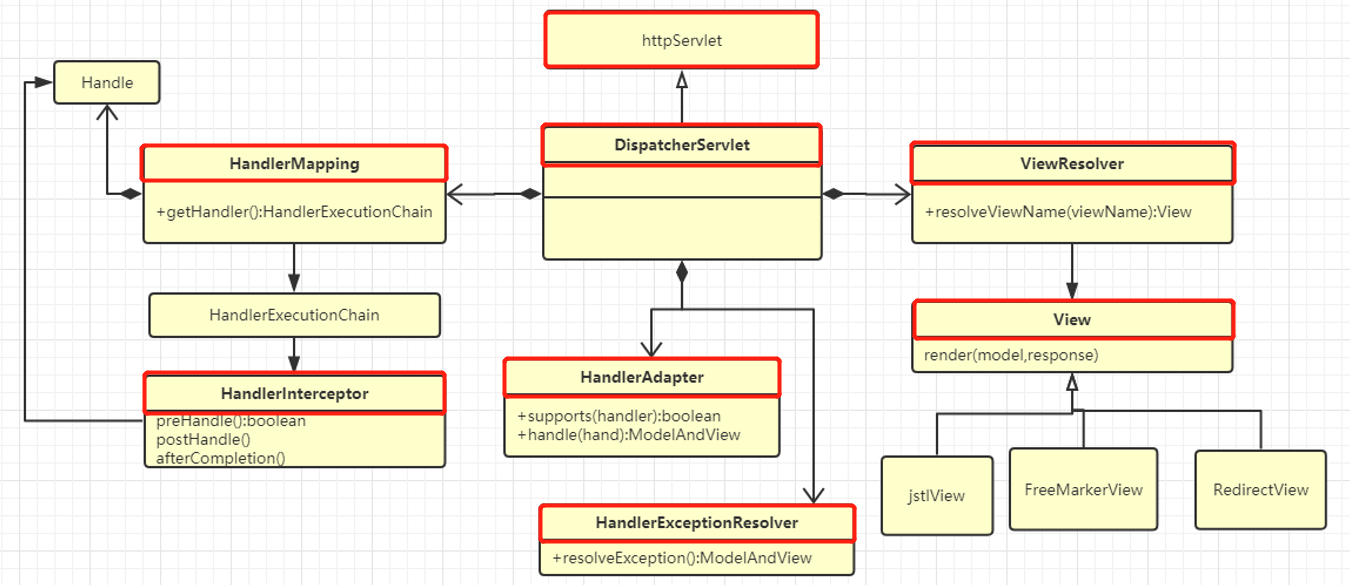 httpServlet
Handle
HandlerMapping
+getHandler():HandlerExecutionChain
DispatcherServlet
ViewResolver
+resolveViewName(viewName):View
HandlerExecutionChain
View
render(model,response)
HandlerInterceptor
preHandle():boolean
postHandle()
afterCompletion()
HandlerAdapter
+supports(handler):boolean
+handle(hand):ModelAndView
jstlView
FreeMarkerView
RedirectView
HandlerExceptionResolver
+resolveException():ModelAndView